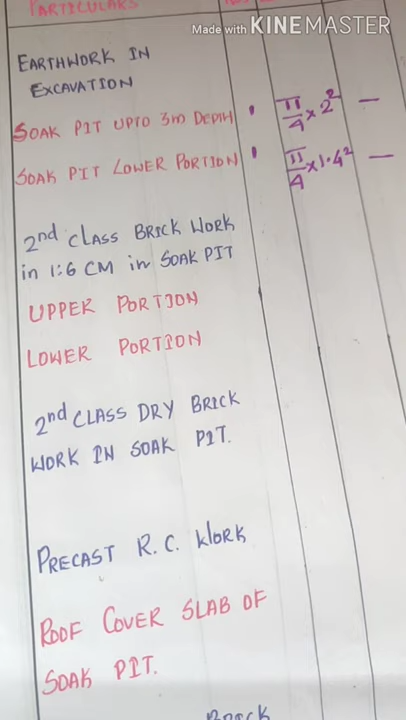 Made with KINEMASTER
PARTICULARS
EARTHWORK IN
EXCAVATION
SOAK PIT UPTO 3m DEPTH • π/4 × 2² —
SOAK PIT LOWER PORTION • π/4 × 1.4² —
2nd CLASS BRICK WORK
in 1:6 CM in SOAK PIT
UPPER PORTION
LOWER PORTION
2nd CLASS DRY BRICK
WORK IN SOAK PIT.
PRECAST R.C. WORK
ROOF COVER SLAB OF
SOAK PIT.
Brick